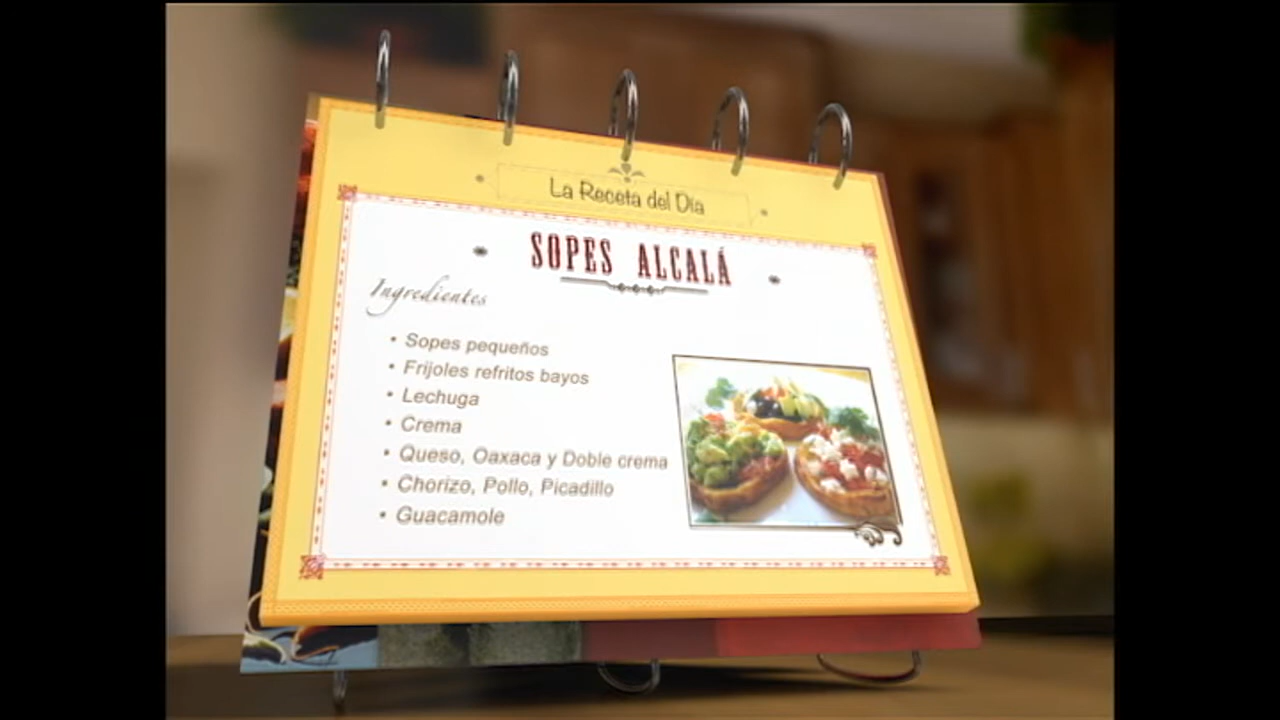 La Receta del Día
SOPES ALCALÁ
Ingredientes
• Sopes pequeños
• Frijoles refritos bayos
• Lechuga
• Crema
• Queso, Oaxaca y Doble crema
• Chorizo, Pollo, Picadillo
• Guacamole